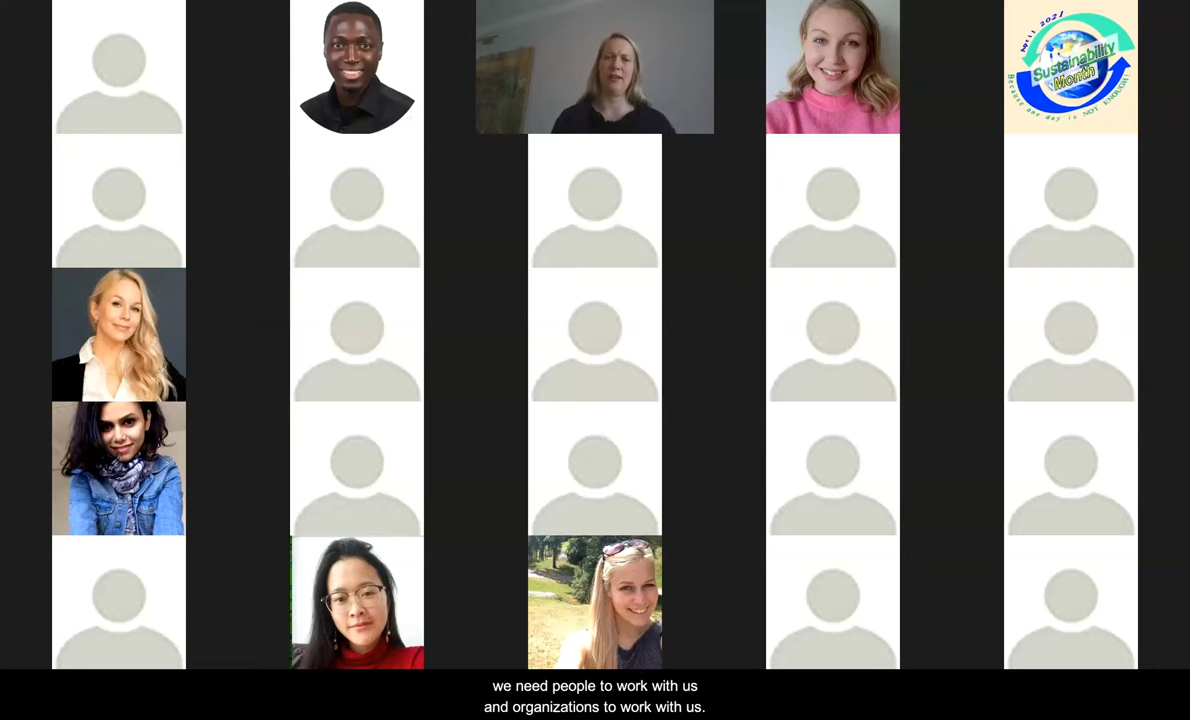 April 2021
Sustainability
Month
Because one day is NOT ENOUGH!
we need people to work with us
and organizations to work with us.